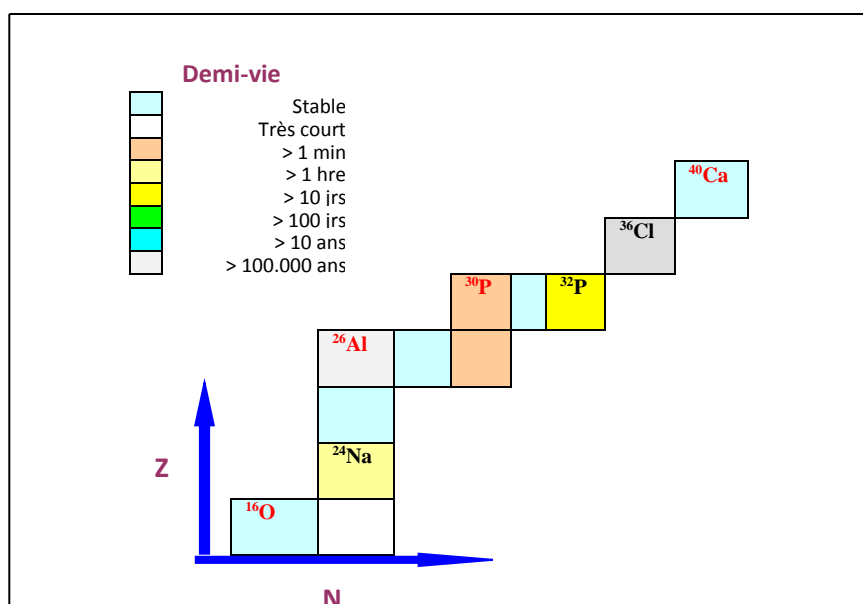 Demi-vie
Stable
Très court
> 1 min
> 1 hre
> 10 jrs
> 100 jrs
> 10 ans
> 100.000 ans
⁴⁰Ca
³⁶Cl
³⁰P
³²P
²⁶Al
²⁴Na
Z
¹⁶O
N